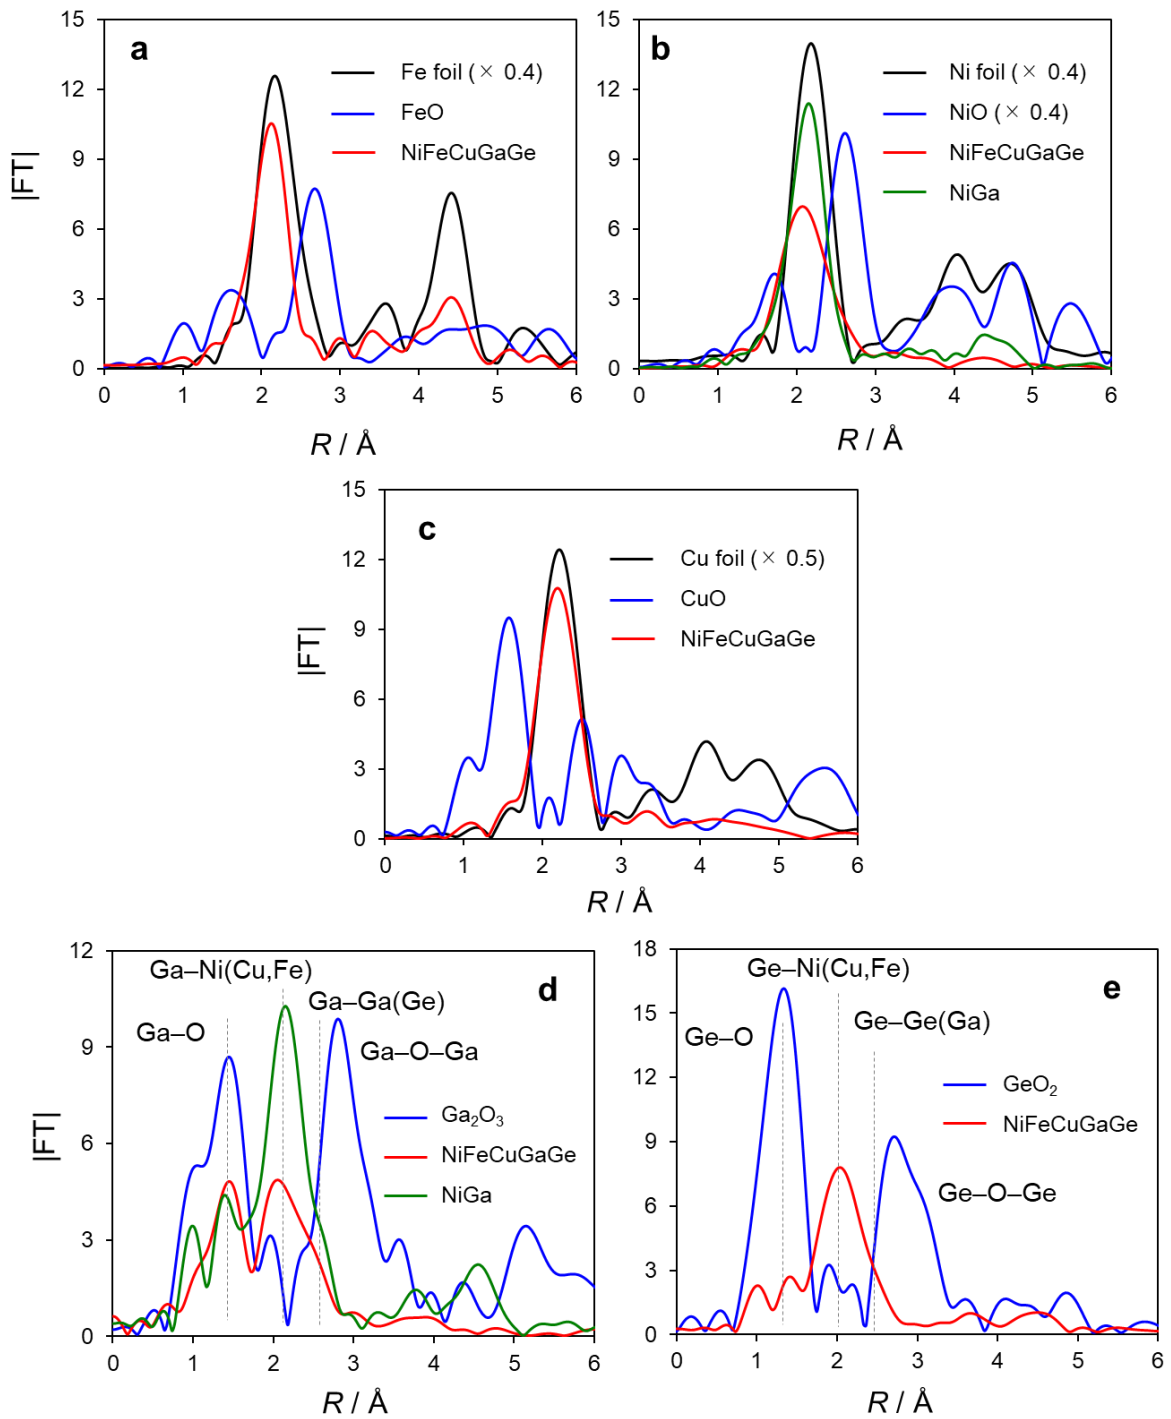 a
15
12
9
6
3
0
|FT|
Fe foil (× 0.4)
FeO
NiFeCuGaGe
0 1 2 3 4 5 6
R / Å
b
15
12
9
6
3
0
Ni foil (× 0.4)
NiO (× 0.4)
NiFeCuGaGe
NiGa
0 1 2 3 4 5 6
R / Å
c
15
12
9
6
3
0
|FT|
Cu foil (× 0.5)
CuO
NiFeCuGaGe
0 1 2 3 4 5 6
R / Å
d
12
9
6
3
0
|FT|
Ga–Ni(Cu,Fe)
Ga–Ga(Ge)
Ga–O
Ga–O–Ga
Ga₂O₃
NiFeCuGaGe
NiGa
0 1 2 3 4 5 6
R / Å
e
18
15
12
9
6
3
0
Ge–Ni(Cu,Fe)
Ge–Ge(Ga)
Ge–O
GeO₂
NiFeCuGaGe
Ge–O–Ge
0 1 2 3 4 5 6
R / Å